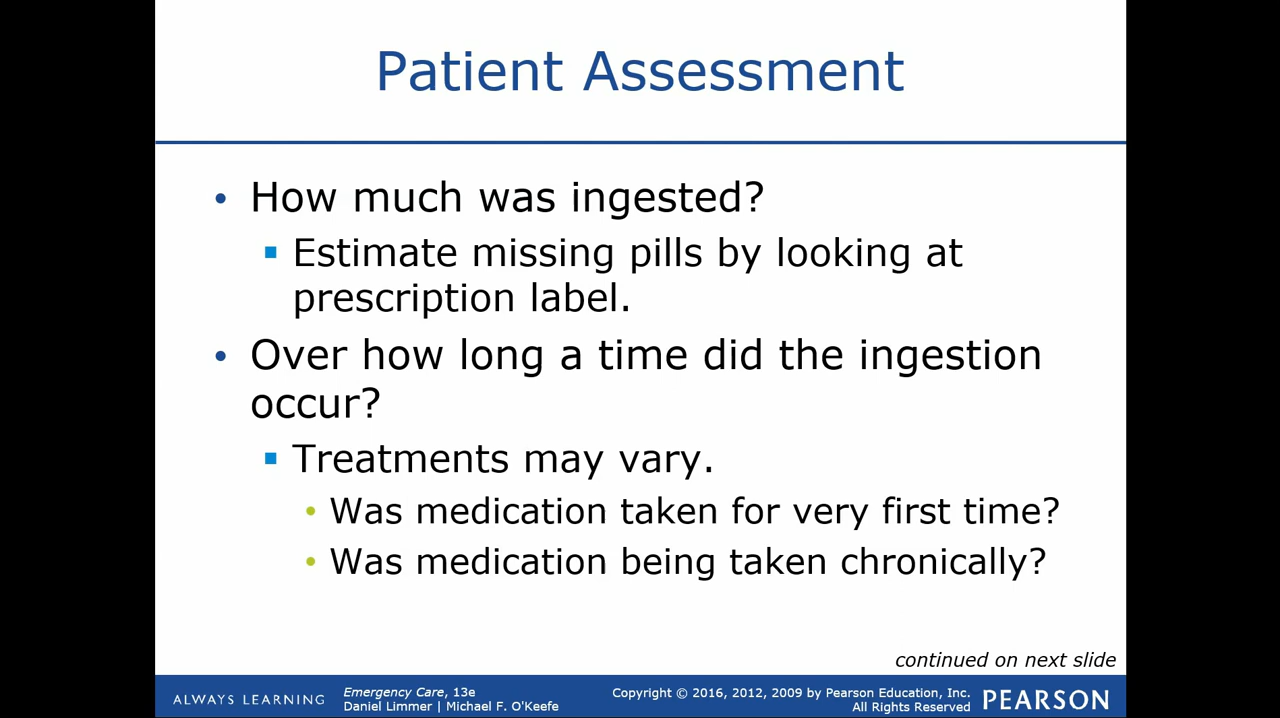 Patient Assessment
• How much was ingested?
▪ Estimate missing pills by looking at
prescription label.
• Over how long a time did the ingestion
occur?
▪ Treatments may vary.
• Was medication taken for very first time?
• Was medication being taken chronically?
continued on next slide
ALWAYS LEARNING
Emergency Care, 13e
Daniel Limmer | Michael F. O'Keefe
Copyright © 2016, 2012, 2009 by Pearson Education, Inc.
All Rights Reserved
PEARSON